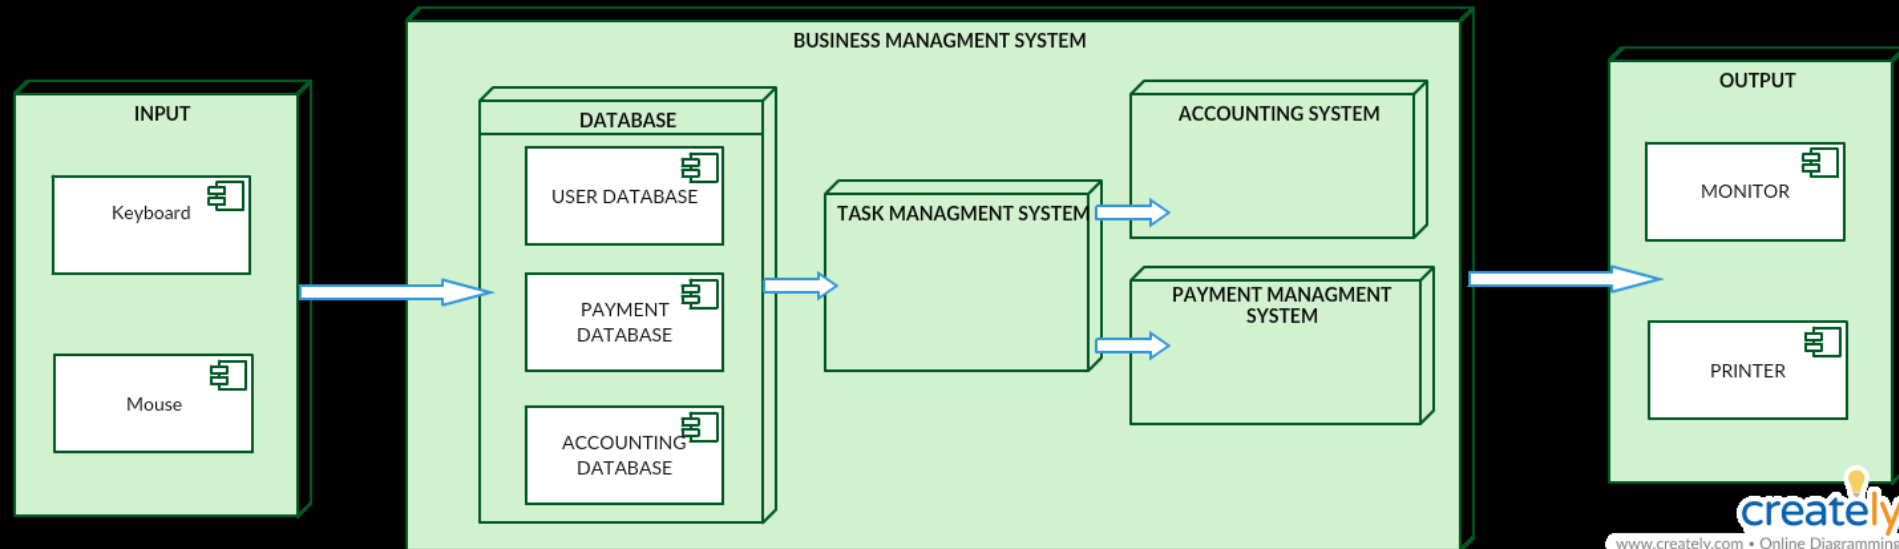 BUSINESS MANAGMENT SYSTEM
INPUT
Keyboard
Mouse
DATABASE
USER DATABASE
PAYMENT
DATABASE
ACCOUNTING
DATABASE
TASK MANAGMENT SYSTEM
ACCOUNTING SYSTEM
PAYMENT MANAGMENT
SYSTEM
OUTPUT
MONITOR
PRINTER
creately
www.creately.com • Online Diagramming